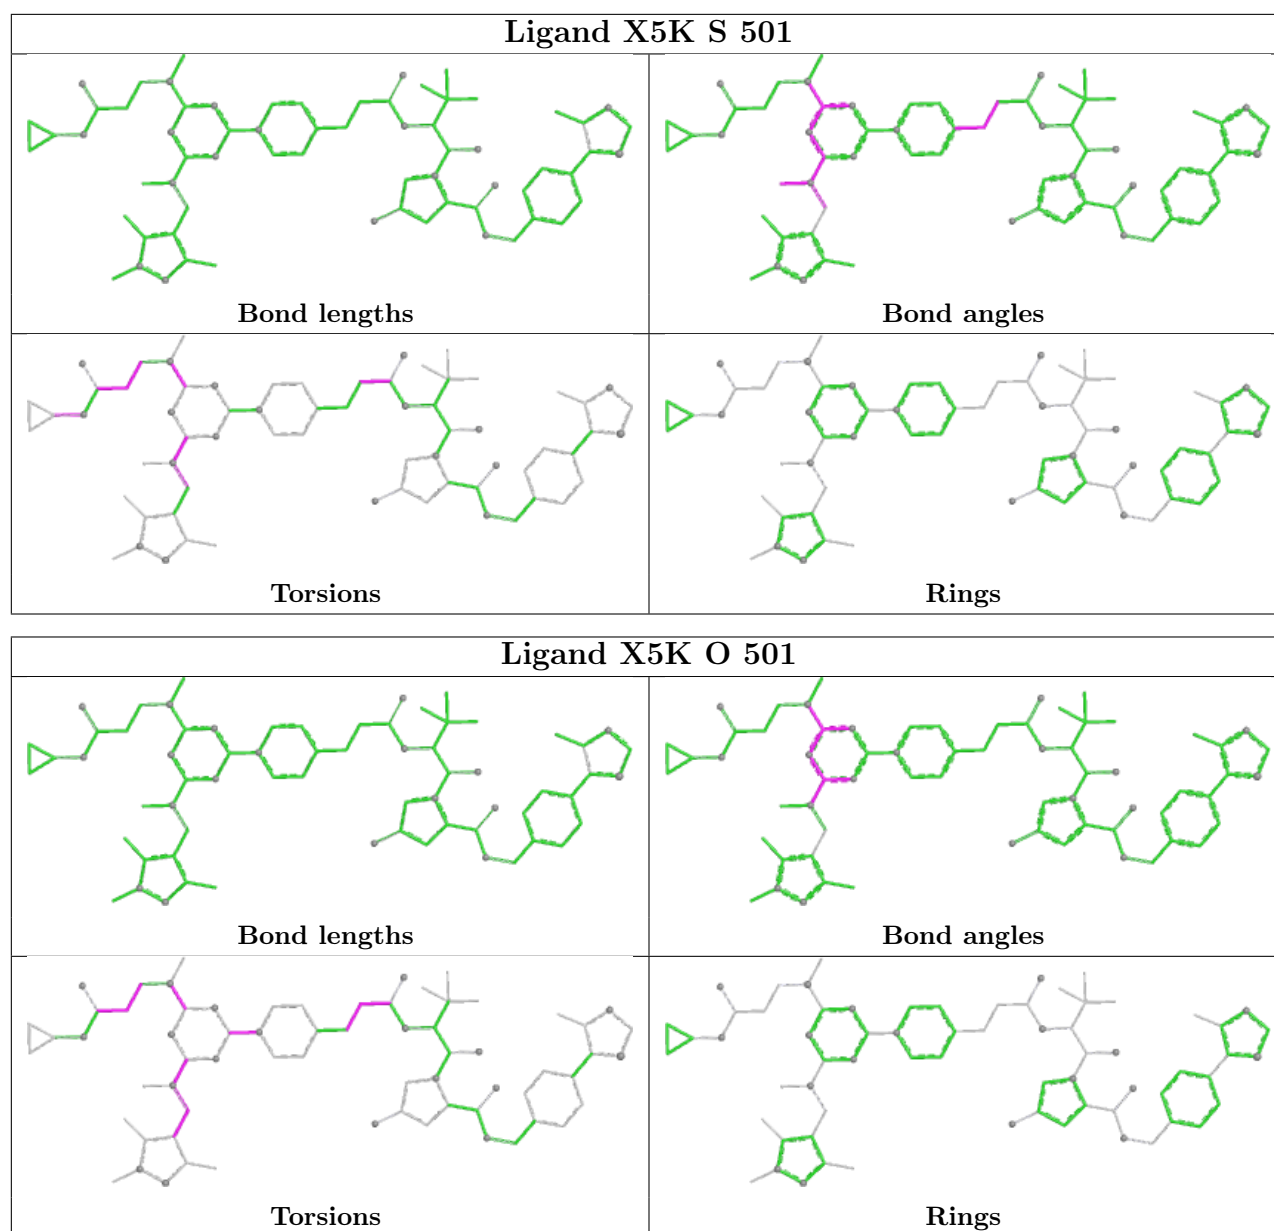 Ligand X5K S 501
Bond lengths
Bond angles
Torsions
Rings
Ligand X5K O 501
Bond lengths
Bond angles
Torsions
Rings